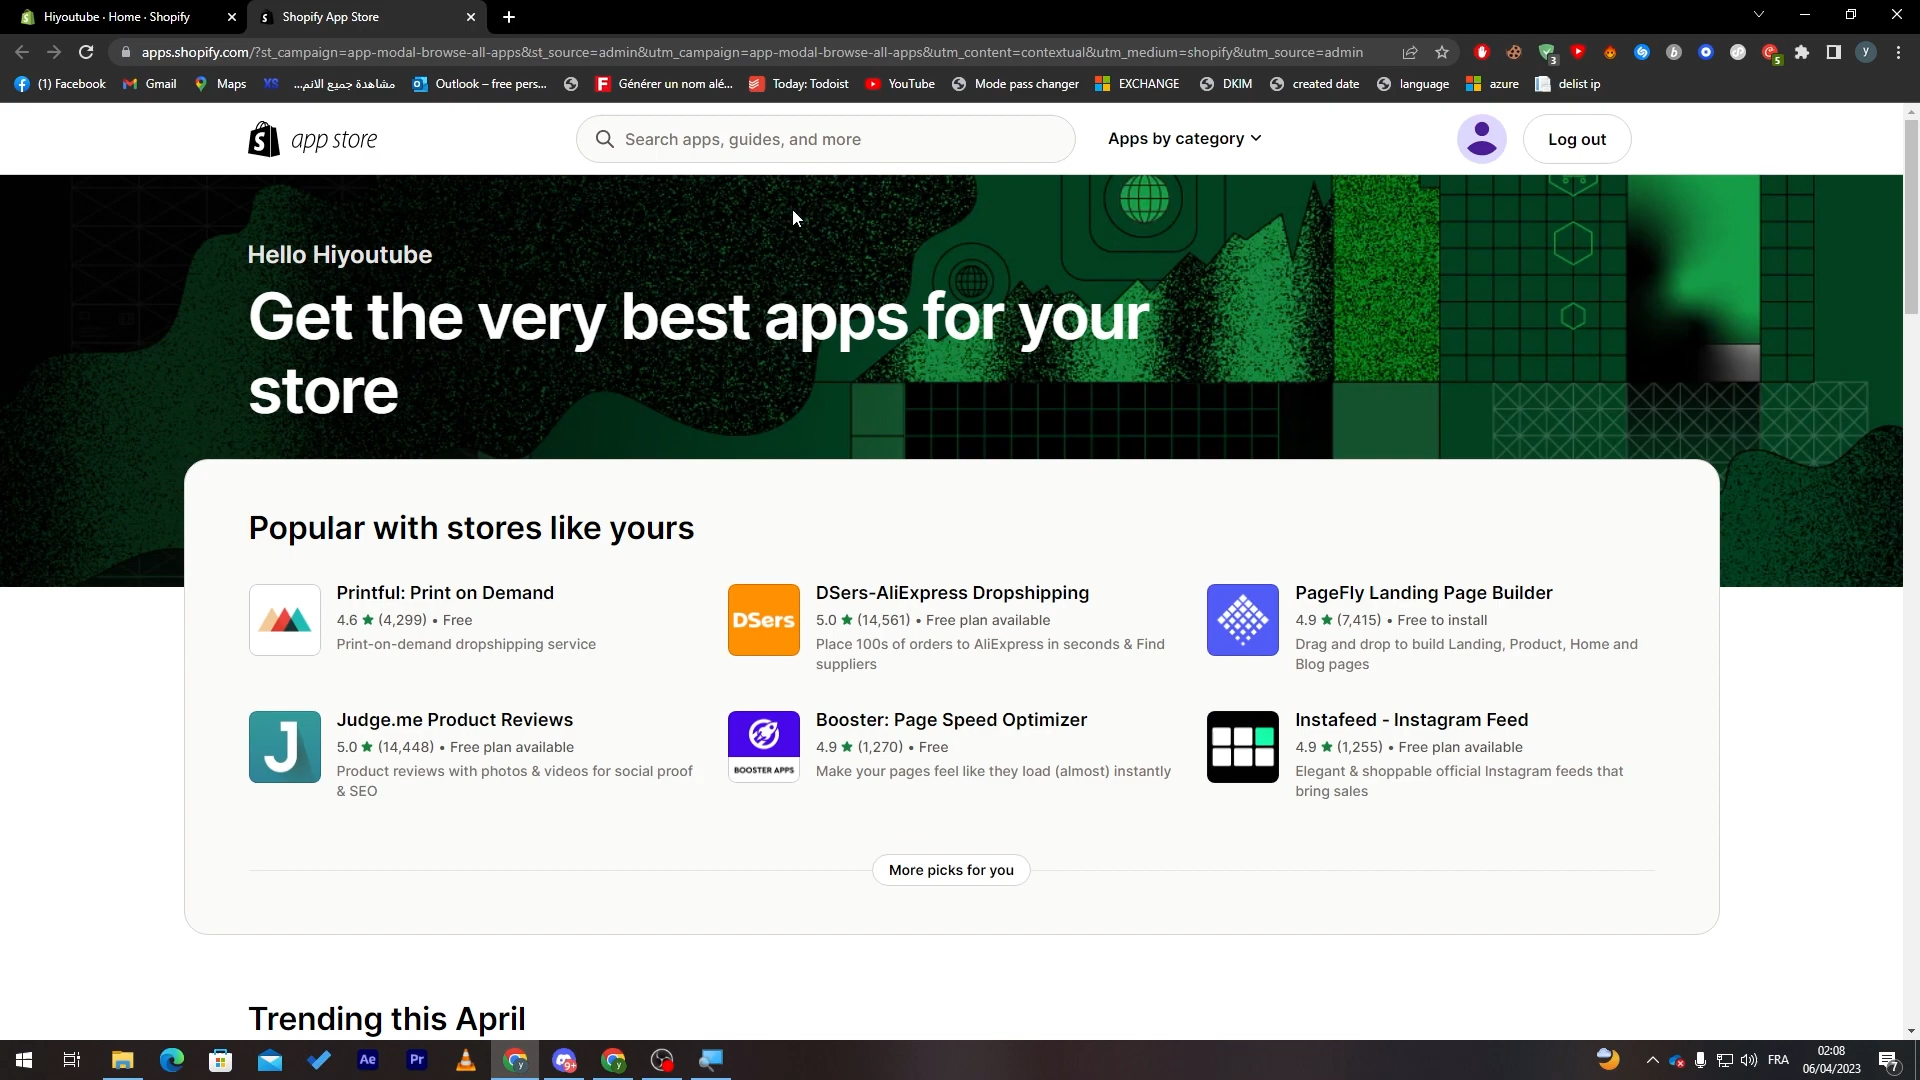 Hiyoutube · Home · Shopify
Shopify App Store
apps.shopify.com/?st_campaign=app-modal-browse-all-apps&st_source=admin&utm_campaign=app-modal-browse-all-apps&utm_content=contextual&utm_medium=shopify&utm_source=admin
3
b
5
y
(1) Facebook
Gmail
Maps
XS
مشاهدة جميع الانم...
Outlook – free pers...
Générer un nom alé...
Today: Todoist
YouTube
Mode pass changer
EXCHANGE
DKIM
created date
language
azure
delist ip
app store
Search apps, guides, and more
Apps by category
Log out
Hello Hiyoutube
Get the very best apps for your
store
Popular with stores like yours
Printful: Print on Demand
4.6 ★ (4,299) • Free
Print-on-demand dropshipping service
DSers
DSers-AliExpress Dropshipping
5.0 ★ (14,561) • Free plan available
Place 100s of orders to AliExpress in seconds & Find
suppliers
PageFly Landing Page Builder
4.9 ★ (7,415) • Free to install
Drag and drop to build Landing, Product, Home and
Blog pages
J
Judge.me Product Reviews
5.0 ★ (14,448) • Free plan available
Product reviews with photos & videos for social proof
& SEO
BOOSTER APPS
Booster: Page Speed Optimizer
4.9 ★ (1,270) • Free
Make your pages feel like they load (almost) instantly
Instafeed - Instagram Feed
4.9 ★ (1,255) • Free plan available
Elegant & shoppable official Instagram feeds that
bring sales
More picks for you
Trending this April
Ae
Pr
9+
FRA
02:08
06/04/2023
7